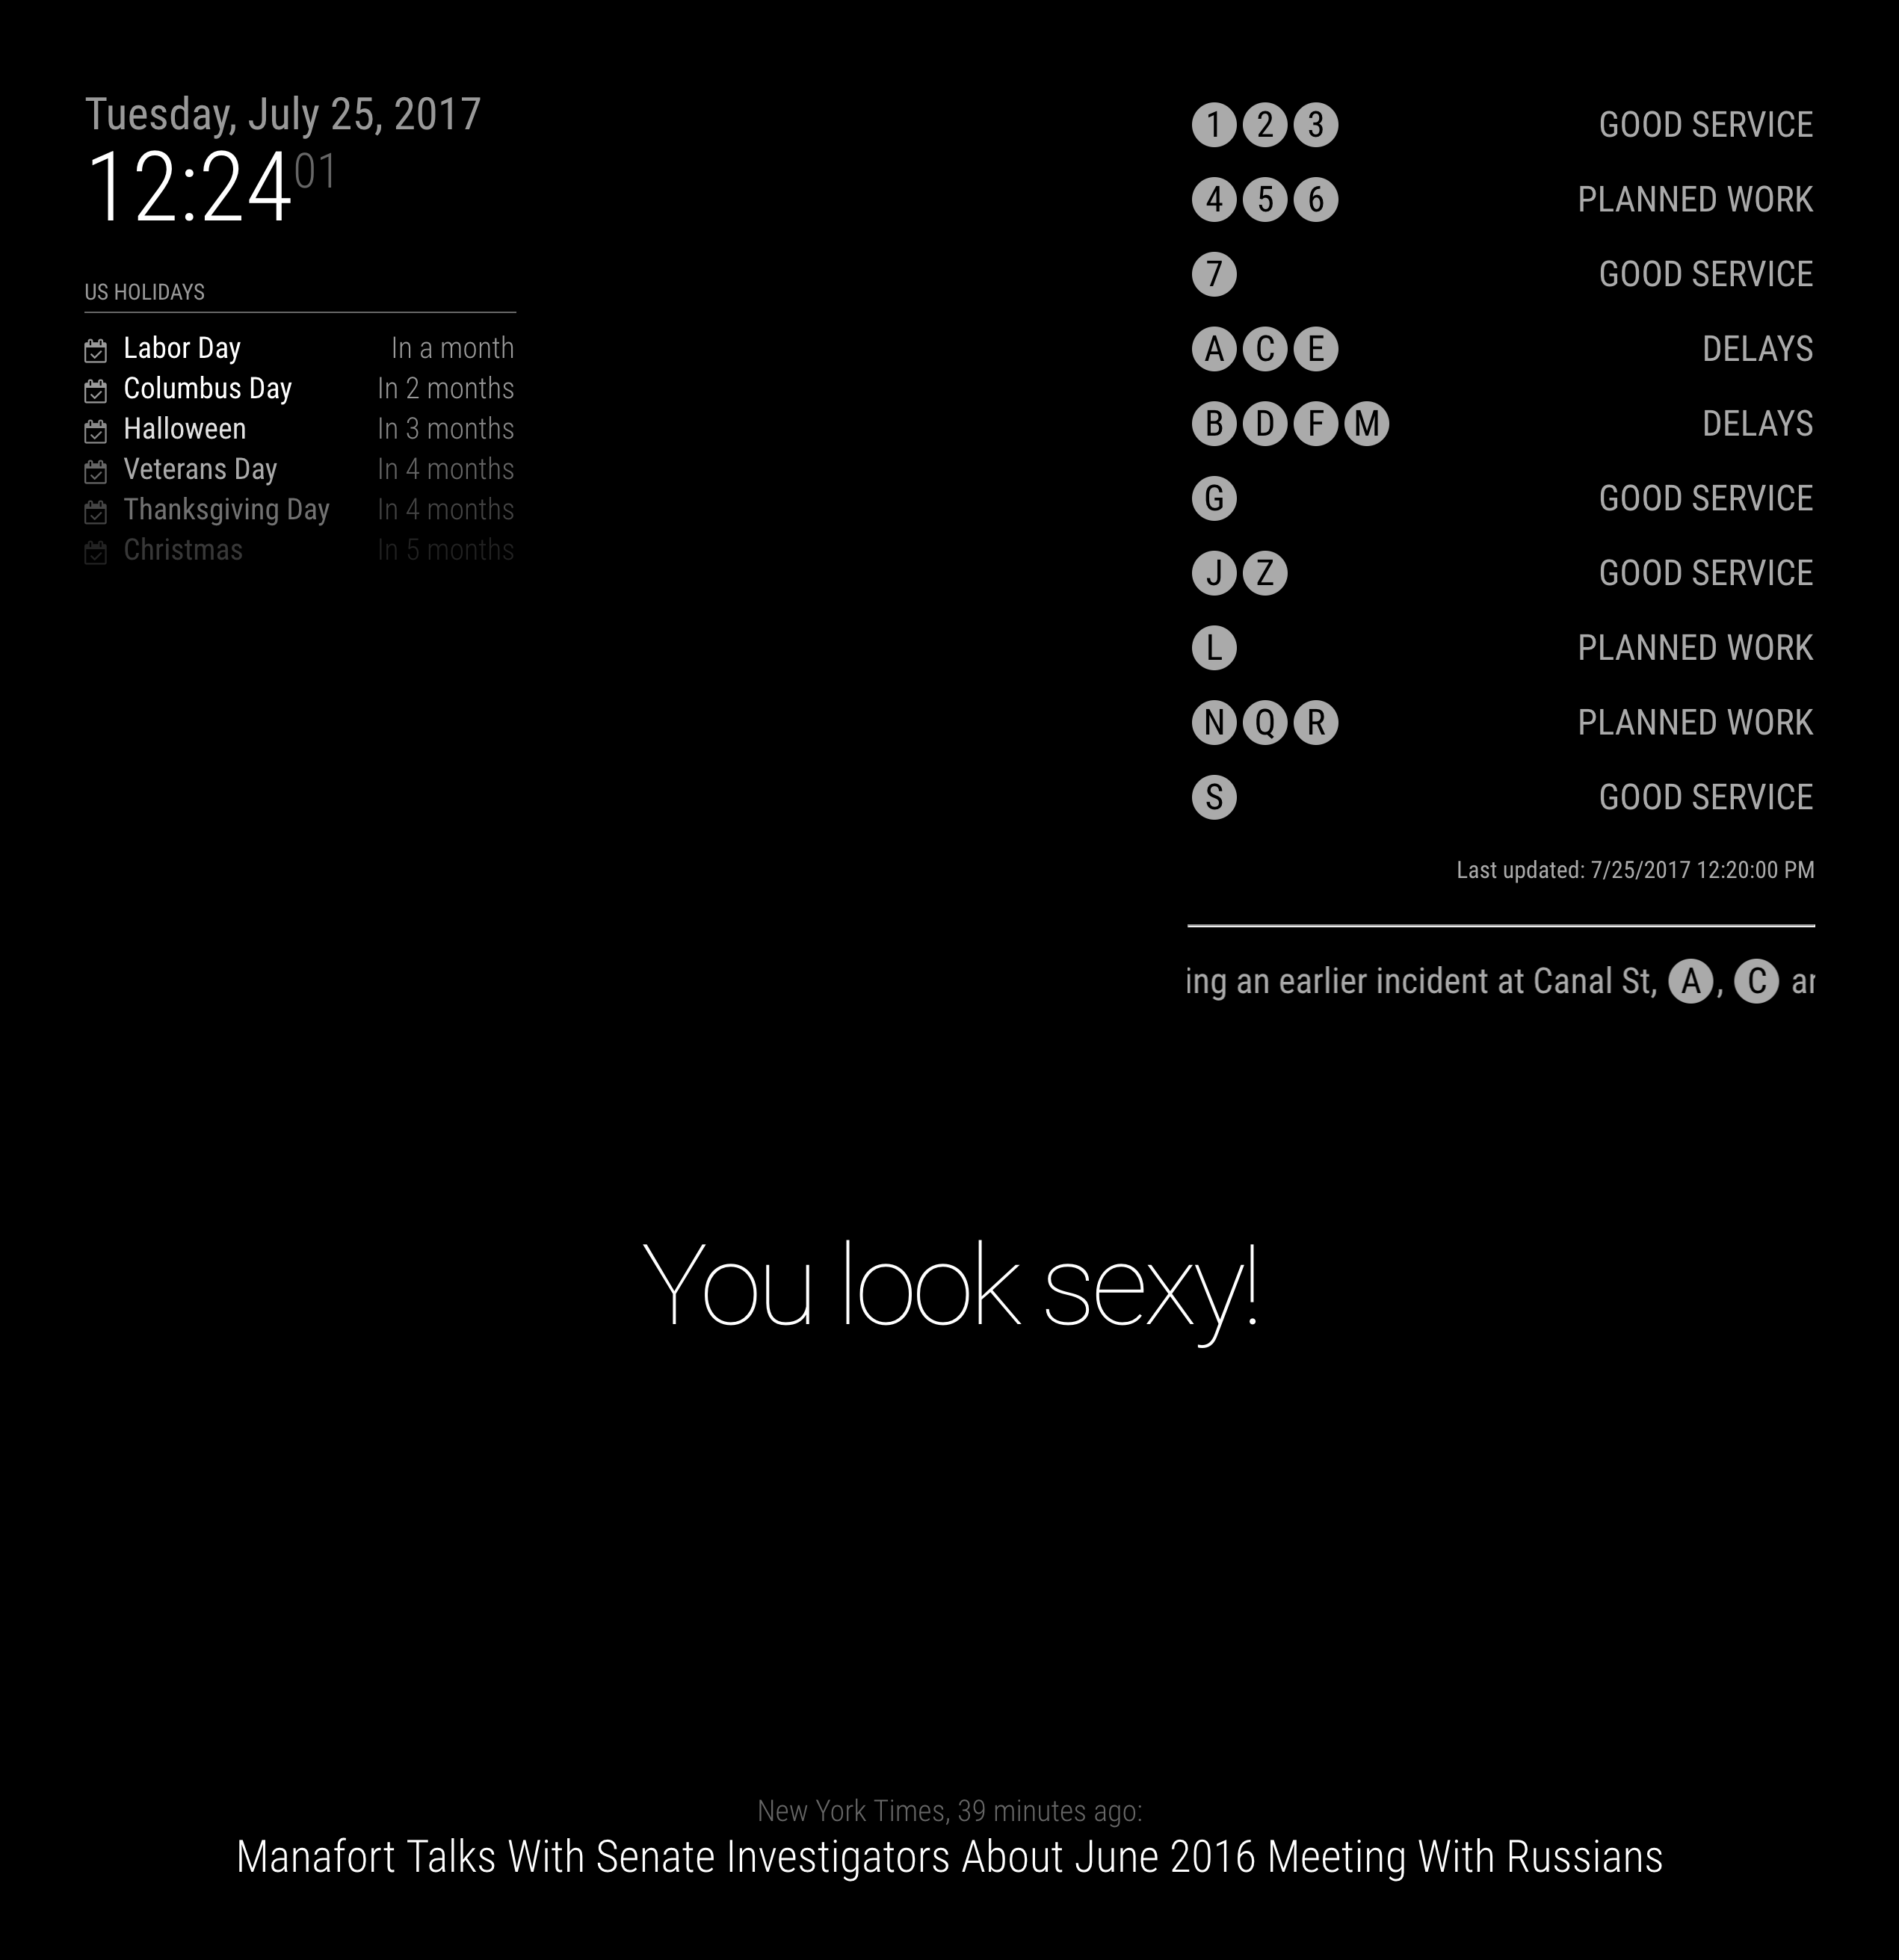 Tuesday, July 25, 2017
12:24 01
US HOLIDAYS
Labor Day In a month
Columbus Day In 2 months
Halloween In 3 months
Veterans Day In 4 months
Thanksgiving Day In 4 months
Christmas In 5 months
1 2 3 GOOD SERVICE
4 5 6 PLANNED WORK
7 GOOD SERVICE
A C E DELAYS
B D F M DELAYS
G GOOD SERVICE
J Z GOOD SERVICE
L PLANNED WORK
N Q R PLANNED WORK
S GOOD SERVICE
Last updated: 7/25/2017 12:20:00 PM
ing an earlier incident at Canal St, A, C ar
You look sexy!
New York Times, 39 minutes ago:
Manafort Talks With Senate Investigators About June 2016 Meeting With Russians